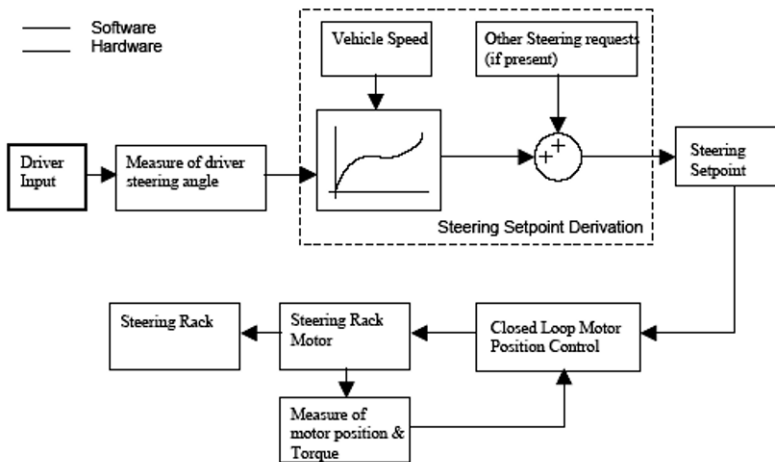 Software
Hardware
Vehicle Speed
Other Steering requests
(if present)
Driver
Input
Measure of driver
steering angle
+
+
Steering
Setpoint
Steering Setpoint Derivation
Steering Rack
Steering Rack
Motor
Closed Loop Motor
Position Control
Measure of
motor position &
Torque